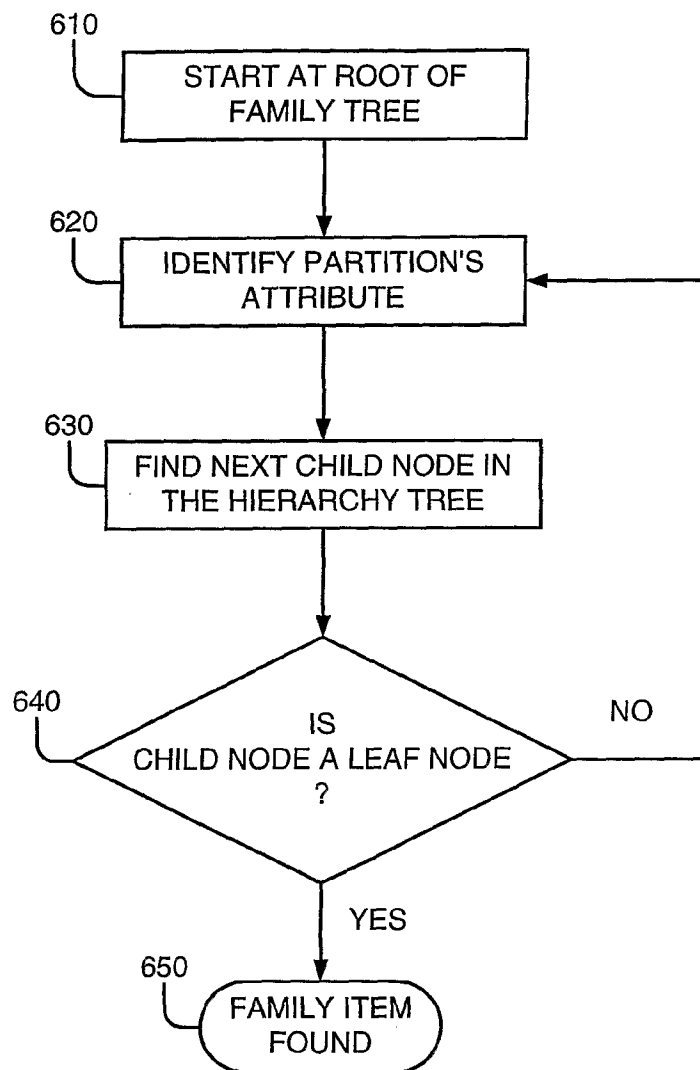 610
START AT ROOT OF
FAMILY TREE
620
IDENTIFY PARTITION'S
ATTRIBUTE
630
FIND NEXT CHILD NODE IN
THE HIERARCHY TREE
640
IS
CHILD NODE A LEAF NODE
?
NO
YES
650
FAMILY ITEM
FOUND